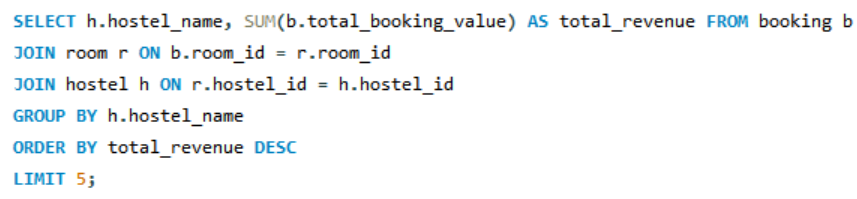 SELECT h.hostel_name, SUM(b.total_booking_value) AS total_revenue FROM booking b
JOIN room r ON b.room_id = r.room_id
JOIN hostel h ON r.hostel_id = h.hostel_id
GROUP BY h.hostel_name
ORDER BY total_revenue DESC
LIMIT 5;